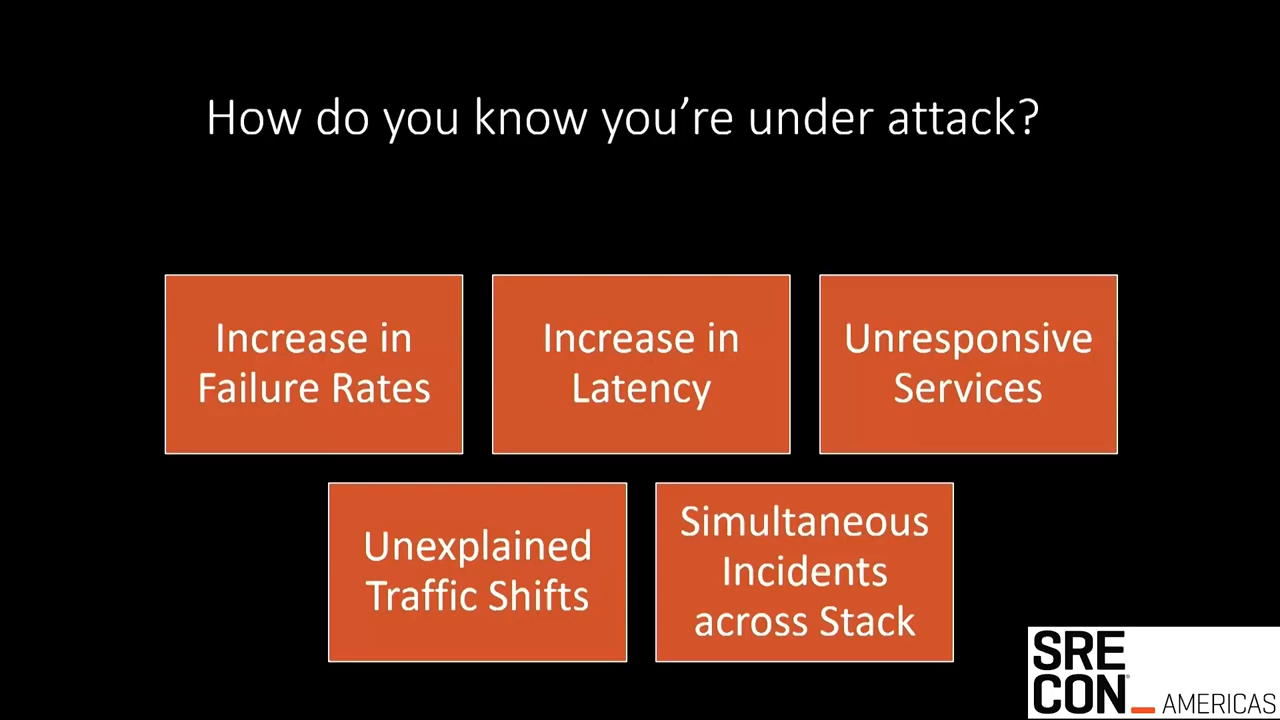 How do you know you’re under attack?
Increase in
Failure Rates
Increase in
Latency
Unresponsive
Services
Unexplained
Traffic Shifts
Simultaneous
Incidents
across Stack
SRE
CON®
AMERICAS